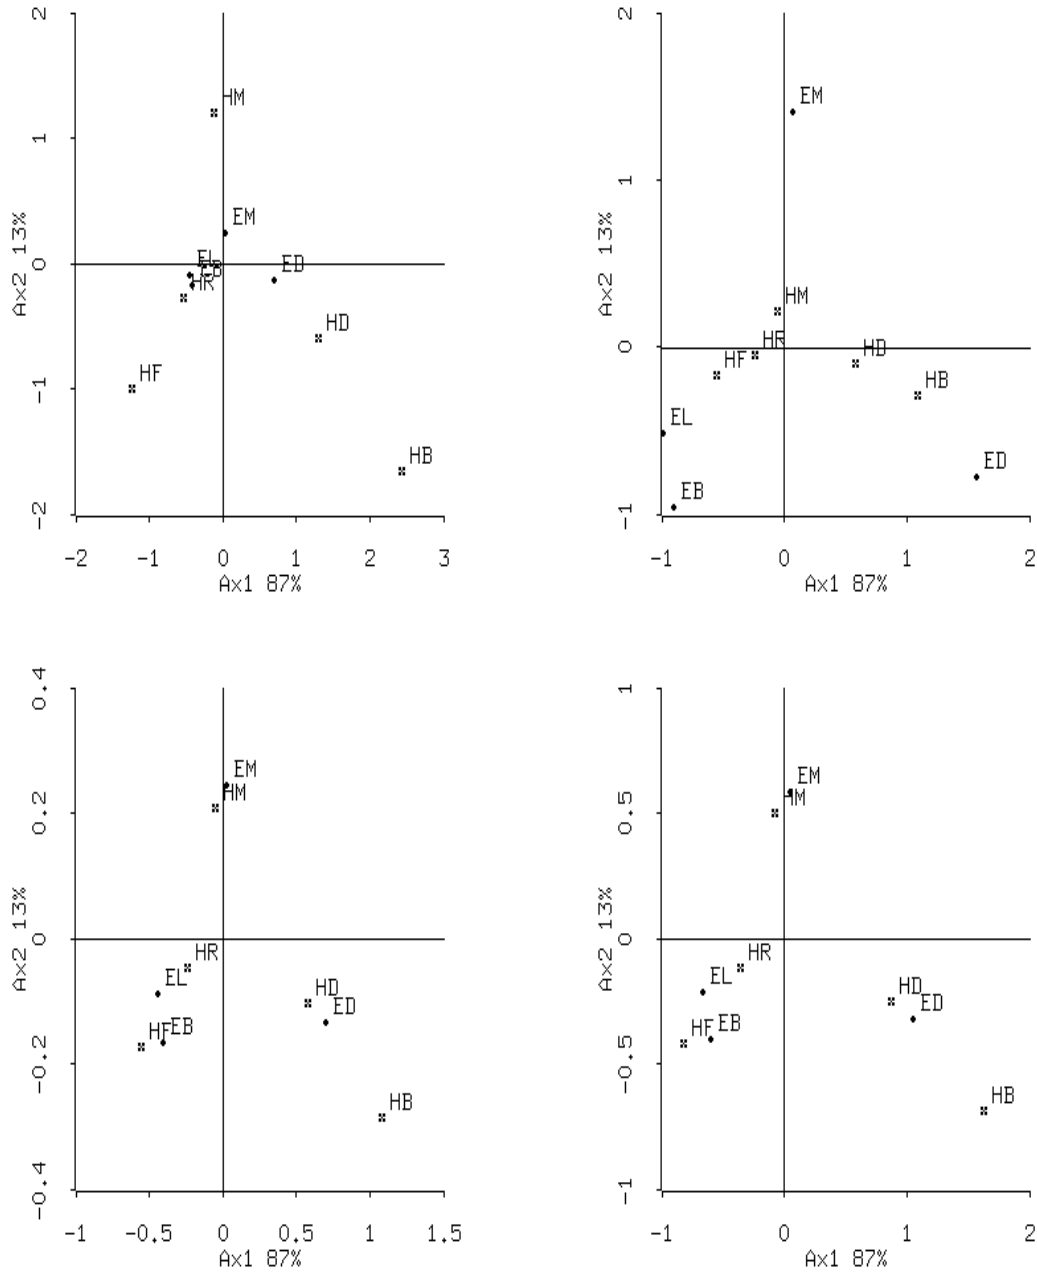 2
1
0
-1
-2
Ax2 13%
HM
EM
EL
EB
HR
ED
HD
HF
HB
-2 -1 0 1 2 3
Ax1 87%
2
1
0
-1
Ax2 13%
EM
HM
HR
HF
HD
HB
EL
ED
EB
-1 0 1 2
Ax1 87%
0.4
0.2
0
-0.2
-0.4
Ax2 13%
EM
HM
HR
EL
HD
ED
HF
EB
HB
-1 -0.5 0 0.5 1 1.5
Ax1 87%
1
0.5
0
-0.5
-1
Ax2 13%
EM
HM
HR
EL
HD
ED
HF
EB
HB
-1 0 1 2
Ax1 87%